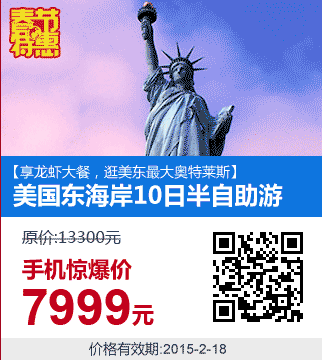 春节
特惠
【享龙虾大餐,逛美东最大奥特莱斯】
美国东海岸10日半自助游
原价:13300元
手机惊爆价
7999元
价格有效期:2015-2-18